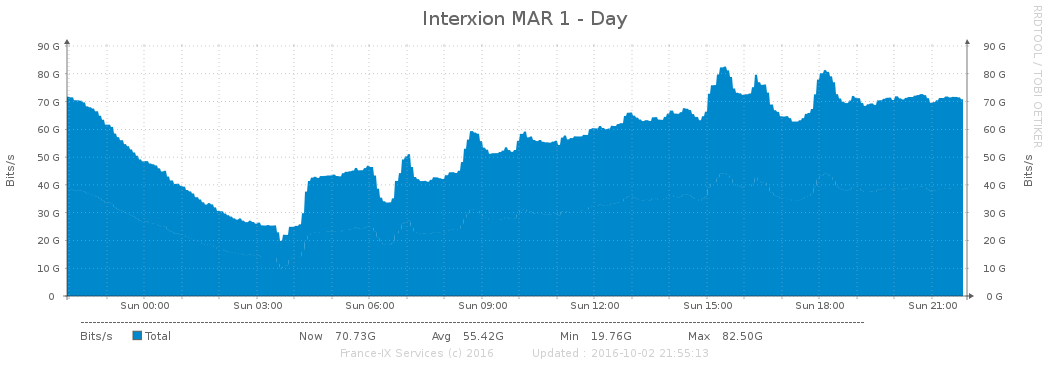 Interxion MAR 1 - Day
RRDTOOL / TOBI OETIKER
Bits/s
90 G
80 G
70 G
60 G
50 G
40 G
30 G
20 G
10 G
0
90 G
80 G
70 G
60 G
50 G
40 G
30 G
20 G
10 G
0 G
Bits/s
Sun 00:00 Sun 03:00 Sun 06:00 Sun 09:00 Sun 12:00 Sun 15:00 Sun 18:00 Sun 21:00
Bits/s Total Now 70.73G Avg 55.42G Min 19.76G Max 82.50G
France-IX Services (c) 2016 Updated : 2016-10-02 21:55:13